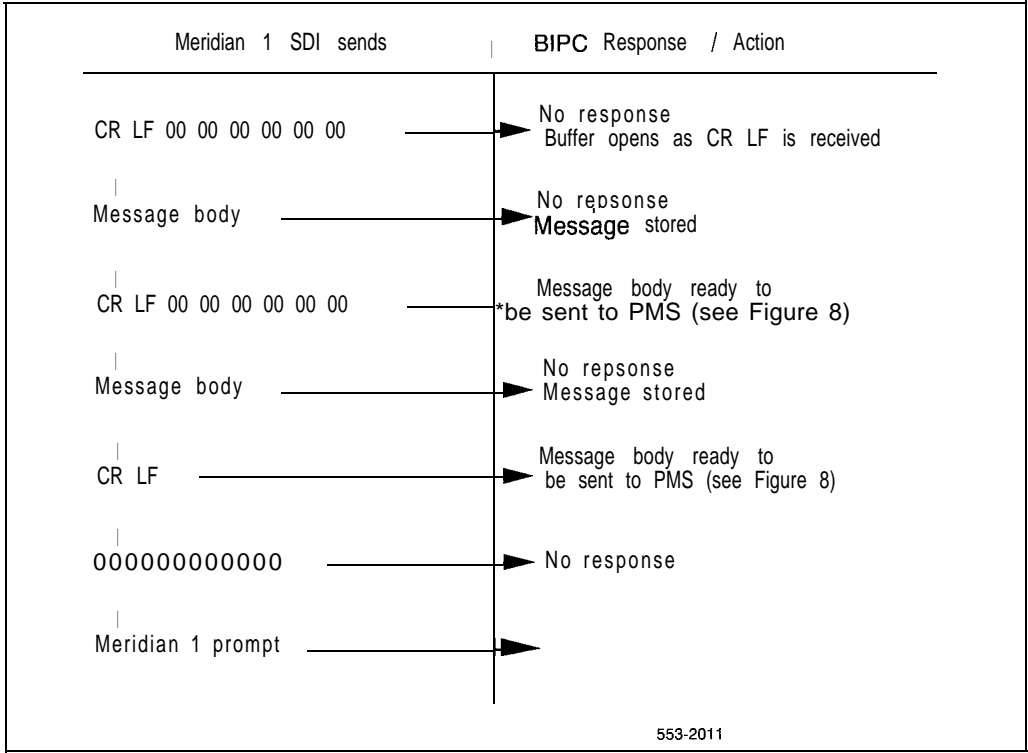 Meridian 1 SDI sends | BIPC Response / Action
CR LF 00 00 00 00 00 00
No response
Buffer opens as CR LF is received
Message body
No repsonse
Message stored
CR LF 00 00 00 00 00 00
Message body ready to
*be sent to PMS (see Figure 8)
Message body
No repsonse
Message stored
CR LF
Message body ready to
be sent to PMS (see Figure 8)
000000000000
No response
Meridian 1 prompt
553-2011